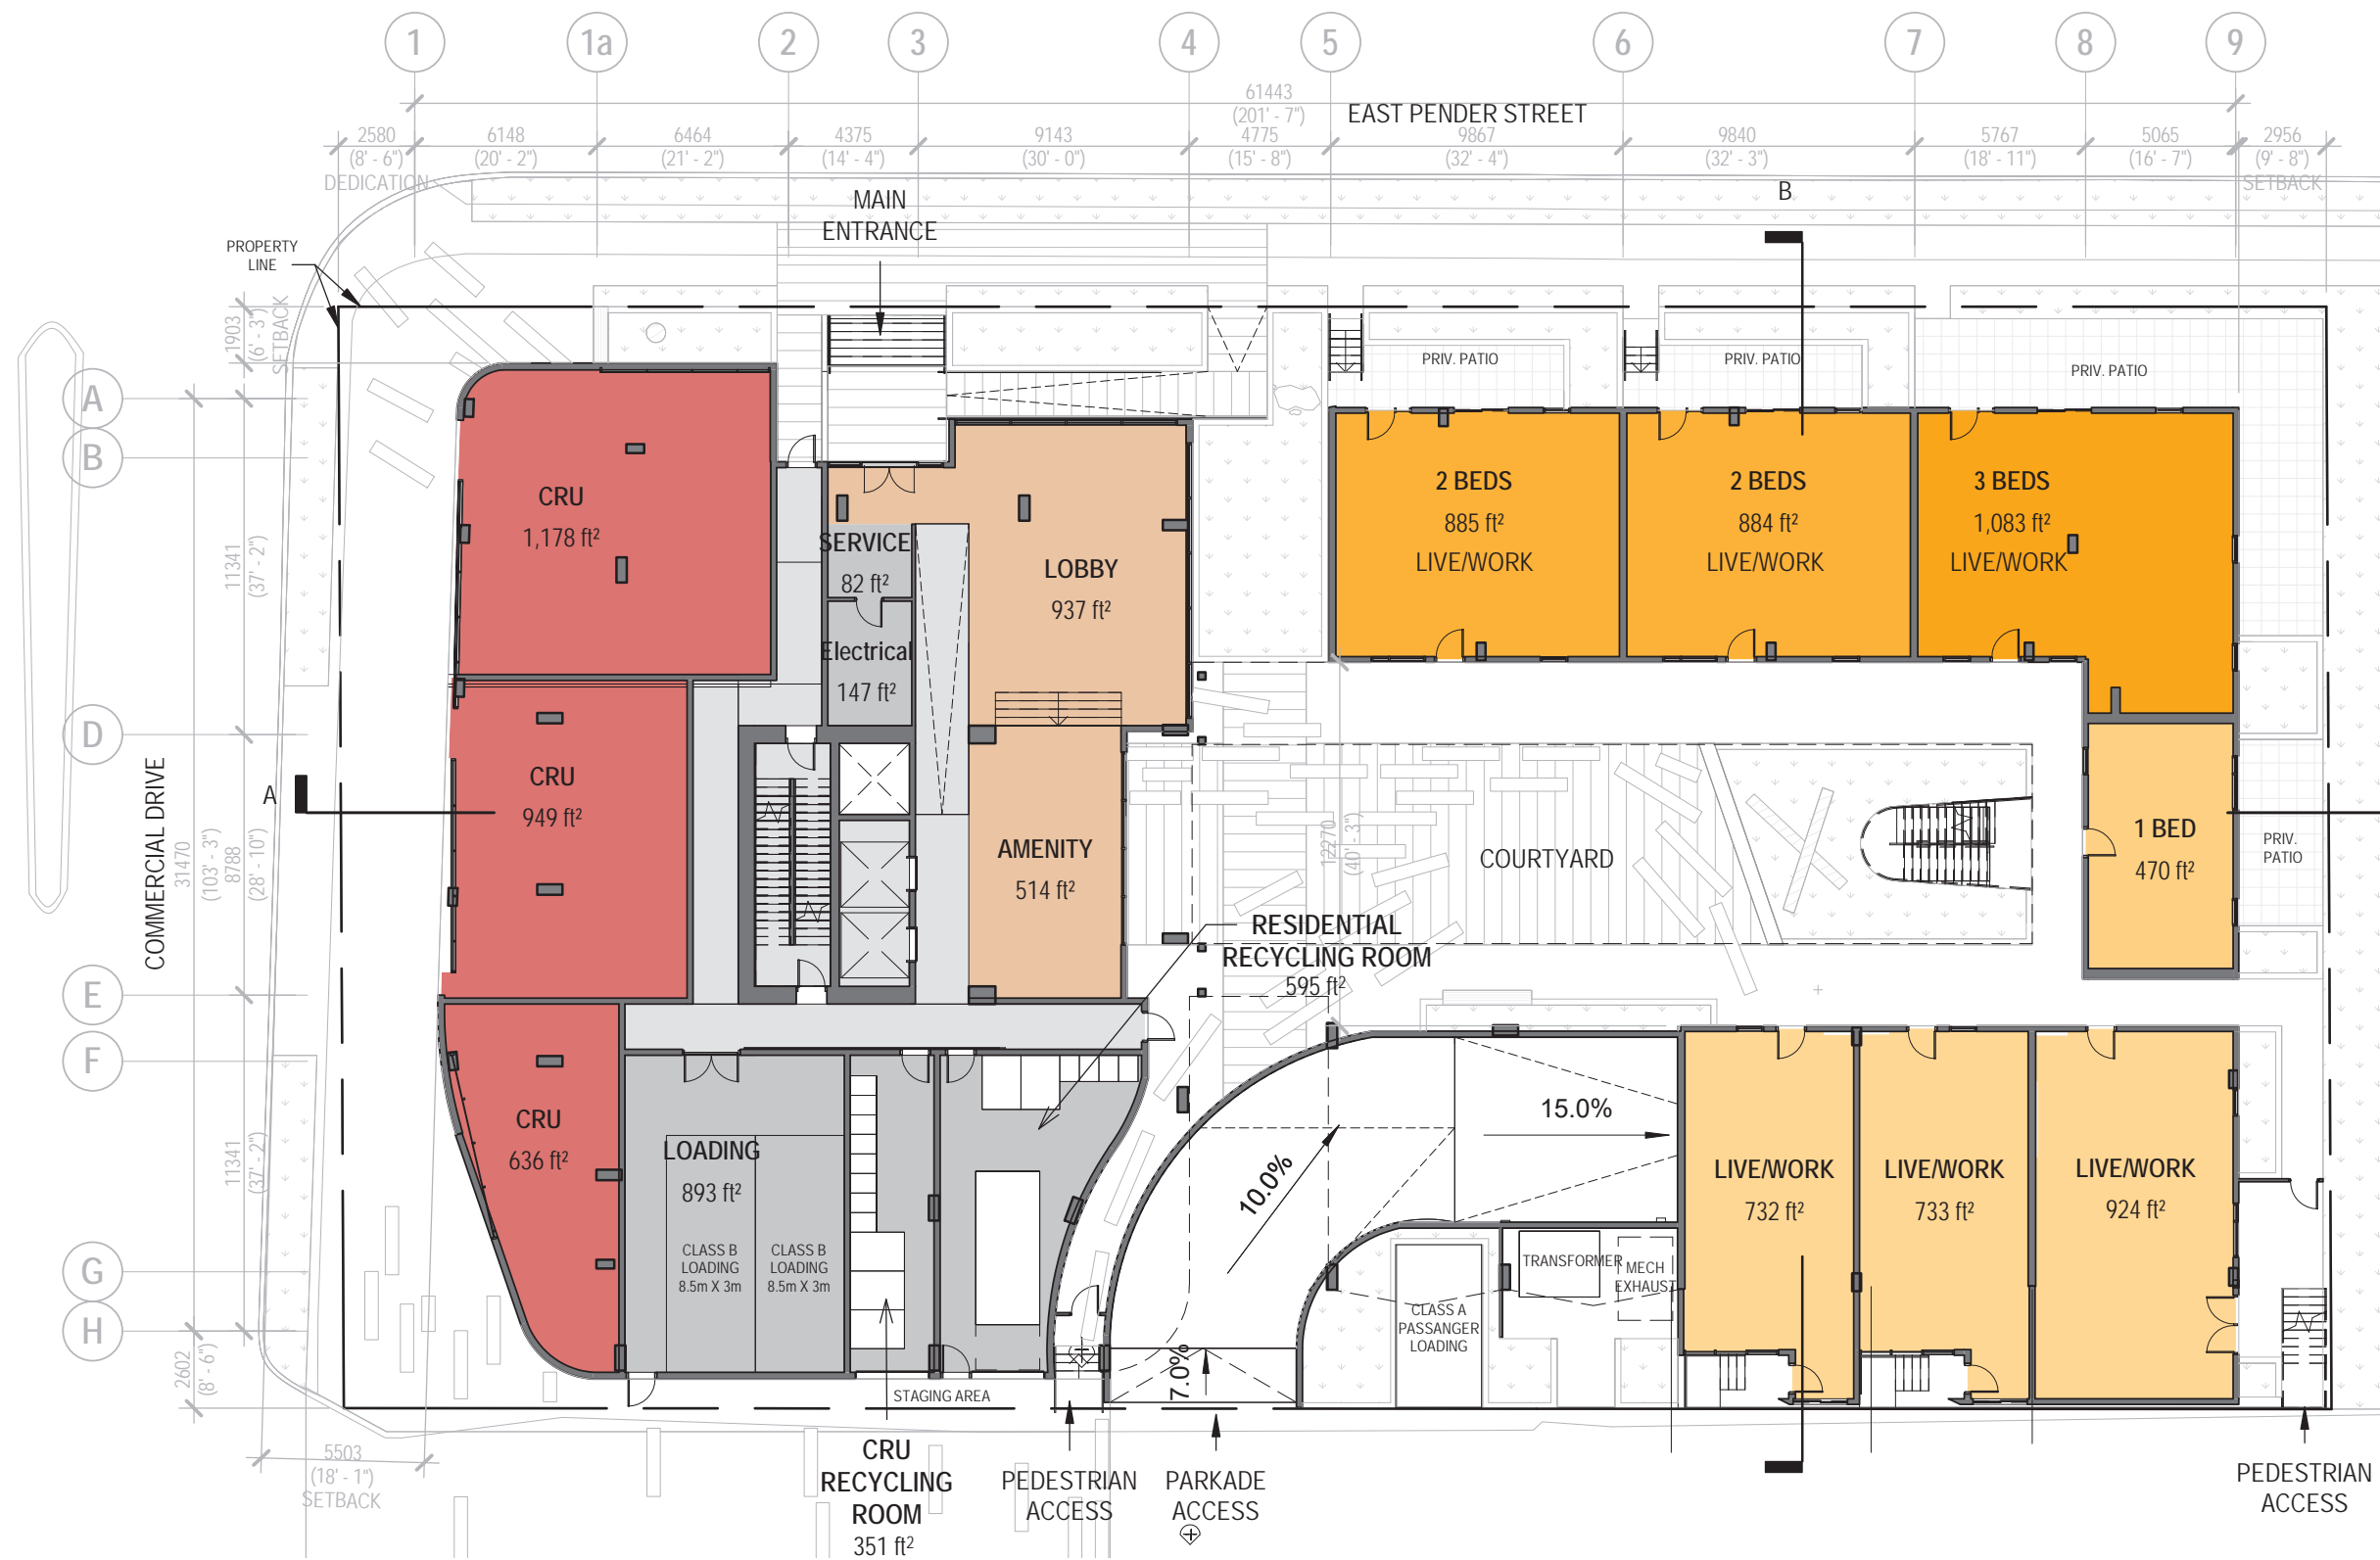 1
1a
2
3
4
5
6
7
8
9
61443
(201' - 7")
EAST PENDER STREET
2580
(8' - 6")
DEDICATION
6148
(20' - 2")
6464
(21' - 2")
4375
(14' - 4")
9143
(30' - 0")
4775
(15' - 8")
9867
(32' - 4")
9840
(32' - 3")
5767
(18' - 11")
5065
(16' - 7")
2956
(9' - 8")
SETBACK
MAIN
ENTRANCE
B
PROPERTY
LINE
1903
(6' - 3")
SETBACK
A
B
D
E
F
G
H
PRIV. PATIO
PRIV. PATIO
PRIV. PATIO
CRU
1,178 ft²
SERVICE
82 ft²
Electrical
147 ft²
LOBBY
937 ft²
2 BEDS
885 ft²
LIVE/WORK
2 BEDS
884 ft²
LIVE/WORK
3 BEDS
1,083 ft²
LIVE/WORK
11341
(37' - 2")
COMMERCIAL DRIVE
31470
(103' - 3")
8788
(28' - 10")
A
CRU
949 ft²
AMENITY
514 ft²
12270
(40' - 3")
COURTYARD
1 BED
470 ft²
PRIV.
PATIO
RESIDENTIAL
RECYCLING ROOM
595 ft²
11341
(37' - 2")
CRU
636 ft²
LOADING
893 ft²
CLASS B
LOADING
8.5m X 3m
CLASS B
LOADING
8.5m X 3m
10.0%
15.0%
7.0%
LIVE/WORK
732 ft²
LIVE/WORK
733 ft²
LIVE/WORK
924 ft²
TRANSFORMER
MECH
EXHAUST
CLASS A
PASSANGER
LOADING
2602
(8' - 6")
STAGING AREA
5503
(18' - 1")
SETBACK
CRU
RECYCLING
ROOM
351 ft²
PEDESTRIAN
ACCESS
PARKADE
ACCESS
PEDESTRIAN
ACCESS